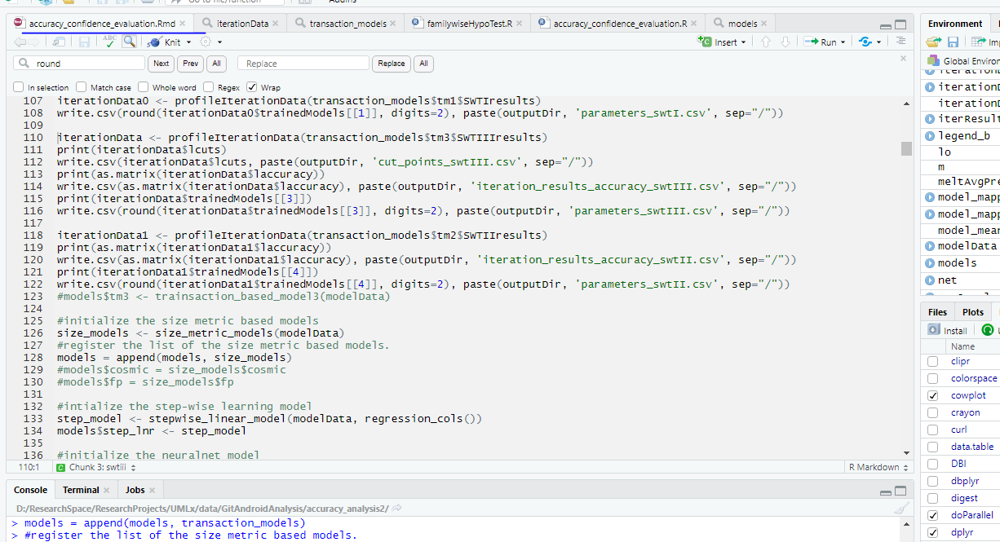 Go to file/function
Addins
accuracy_confidence_evaluation.Rmd
iterationData
transaction_models
familywiseHypoTest.R
accuracy_confidence_evaluation.R
models
ABC
Knit
Insert
Run
round
Next
Prev
All
Replace
Replace
All
In selection
Match case
Whole word
Regex
Wrap
107 iterationData0 <- profileIterationData(transaction_models$tm1$SWTIresults)
108 write.csv(round(iterationData0$trainedModels[[1]], digits=2), paste(outputDir, 'parameters_swtI.csv', sep="/"))
109
110 iterationData <- profileIterationData(transaction_models$tm3$SWTIIIresults)
111 print(iterationData$lcuts)
112 write.csv(iterationData$lcuts, paste(outputDir, 'cut_points_swtIII.csv', sep="/"))
113 print(as.matrix(iterationData$laccuracy))
114 write.csv(as.matrix(iterationData$laccuracy), paste(outputDir, 'iteration_results_accuracy_swtIII.csv', sep="/"))
115 print(iterationData$trainedModels[[3]])
116 write.csv(round(iterationData$trainedModels[[3]], digits=2), paste(outputDir, 'parameters_swtIII.csv', sep="/"))
117
118 iterationData1 <- profileIterationData(transaction_models$tm2$SWTIIresults)
119 print(as.matrix(iterationData1$laccuracy))
120 write.csv(as.matrix(iterationData1$laccuracy), paste(outputDir, 'iteration_results_accuracy_swtII.csv', sep="/"))
121 print(iterationData1$trainedModels[[4]])
122 write.csv(round(iterationData1$trainedModels[[4]], digits=2), paste(outputDir, 'parameters_swtII.csv', sep="/"))
123 #models$tm3 <- trainsaction_based_model3(modelData)
124
125 #initialize the size metric based models
126 size_models <- size_metric_models(modelData)
127 #register the list of the size metric based models.
128 models = append(models, size_models)
129 #models$cosmic = size_models$cosmic
130 #models$fp = size_models$fp
131
132 #intialize the step-wise learning model
133 step_model <- stepwise_linear_model(modelData, regression_cols())
134 models$step_lnr <- step_model
135
136 #initialize the neuralnet model
110:1
Chunk 3: swtiii
R Markdown
Console
Terminal
Jobs
D:/ResearchSpace/ResearchProjects/UMLx/data/GitAndroidAnalysis/accuracy_analysis2/
> models = append(models, transaction_models)
> #register the list of the size metric based models.
Environment
Global Environ
iterationD
iterationD
iterResult
legend_b
lo
m
meltAvgPre
model_mapp
model_mapp
model_mear
modelData
models
net
Files
Plots
Install
Name
clipr
colorspace
cowplot
crayon
curl
data.table
DBI
dbplyr
digest
doParallel
dplyr